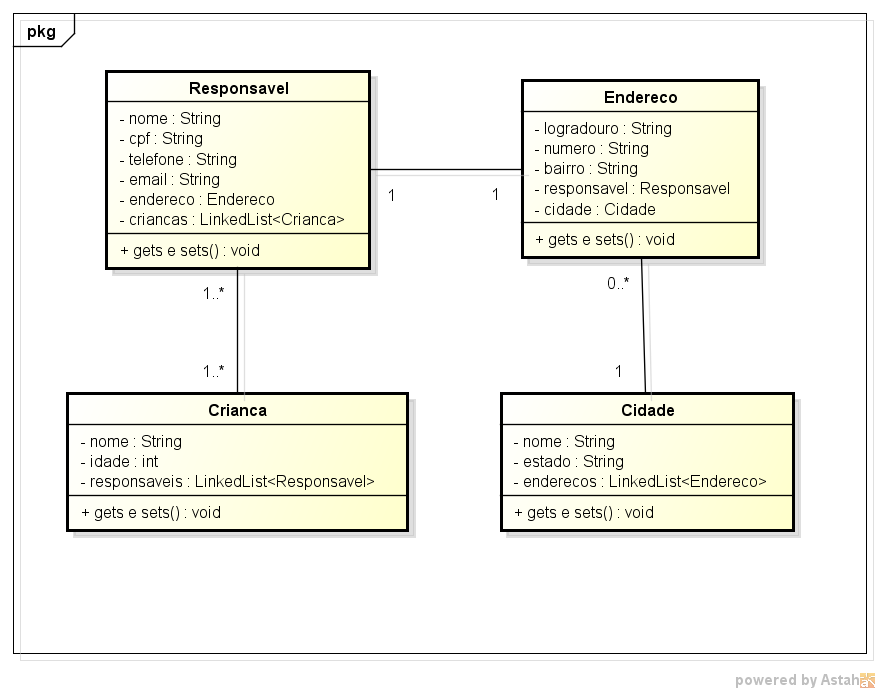 pkg
Responsavel
- nome : String
- cpf : String
- telefone : String
- email : String
- endereco : Endereco
- criancas : LinkedList<Crianca>
+ gets e sets() : void
Endereco
- logradouro : String
- numero : String
- bairro : String
- responsavel : Responsavel
- cidade : Cidade
+ gets e sets() : void
1
1
1..*
0..*
1..*
1
Crianca
- nome : String
- idade : int
- responsaveis : LinkedList<Responsavel>
+ gets e sets() : void
Cidade
- nome : String
- estado : String
- enderecos : LinkedList<Endereco>
+ gets e sets() : void
powered by Astah